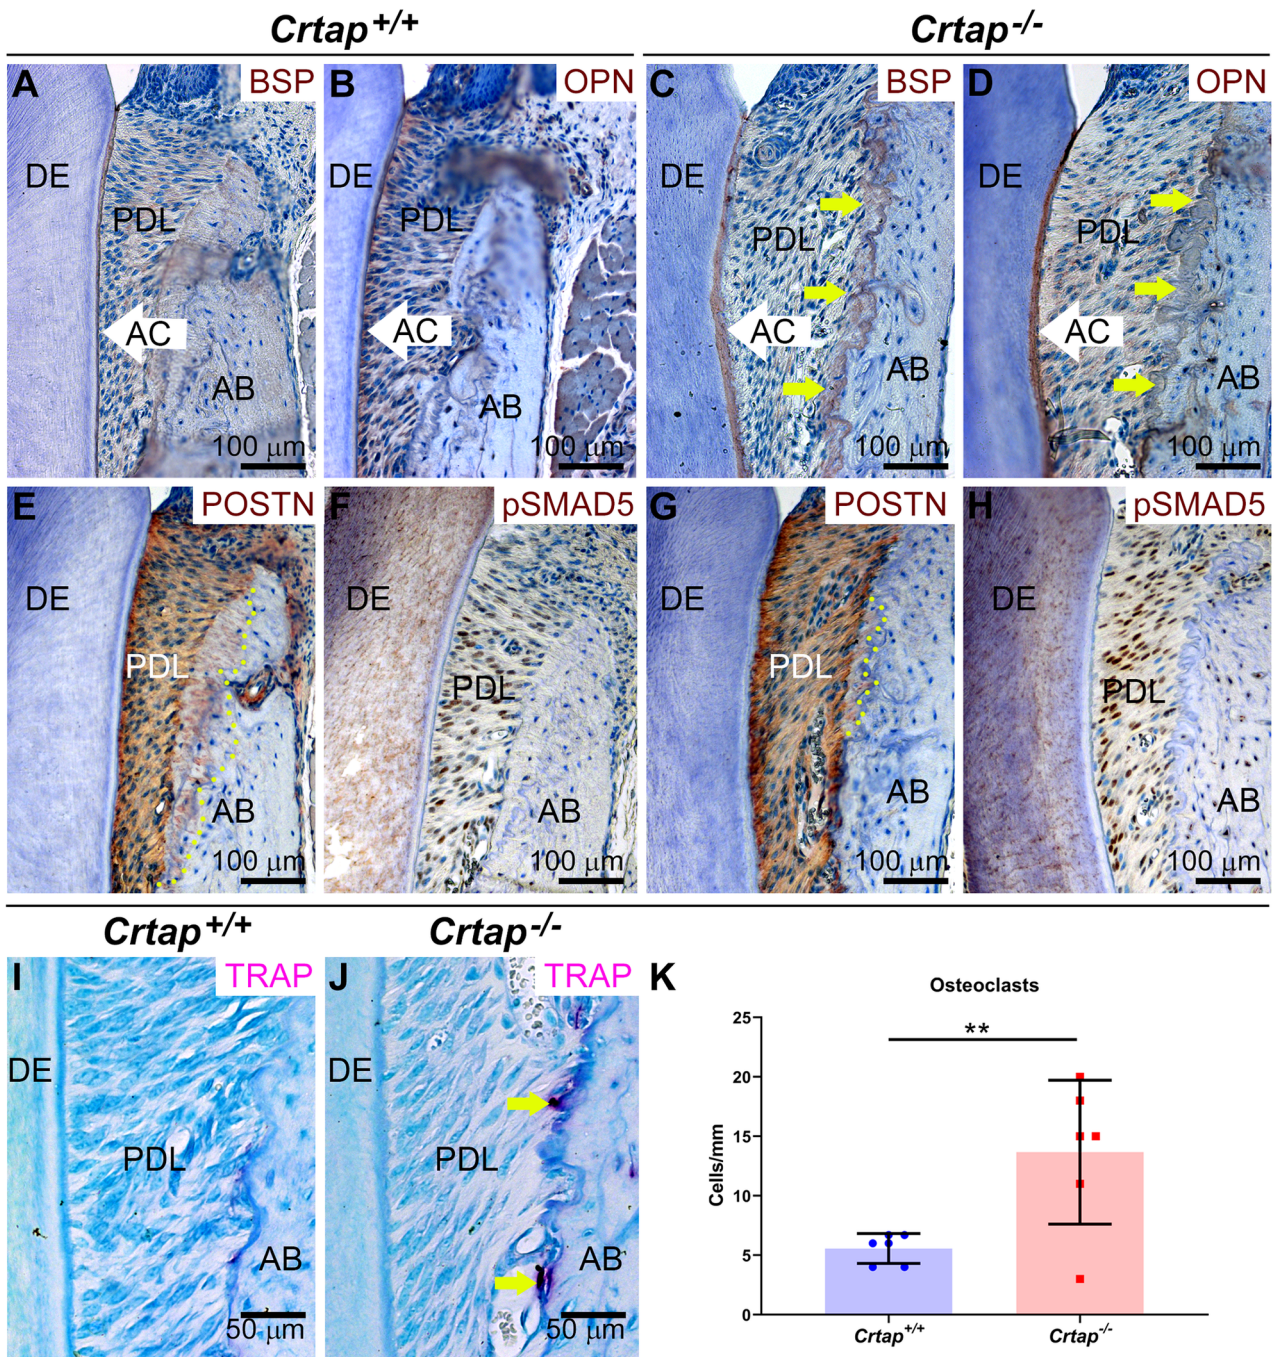 Crtap+/+
Crtap-/-
A
BSP
DE
PDL
AC
AB
100 μm
B
OPN
DE
PDL
AC
AB
100 μm
C
BSP
DE
PDL
AC
AB
100 μm
D
OPN
DE
PDL
AC
AB
100 μm
E
POSTN
DE
PDL
AB
100 μm
F
pSMAD5
DE
PDL
AB
100 μm
G
POSTN
DE
PDL
AB
100 μm
H
pSMAD5
DE
PDL
AB
100 μm
Crtap+/+
Crtap-/-
I
TRAP
DE
PDL
AB
50 μm
J
TRAP
DE
PDL
AB
50 μm
K
Osteoclasts
**
Cells/mm
25
20
15
10
5
0
Crtap+/+
Crtap-/-